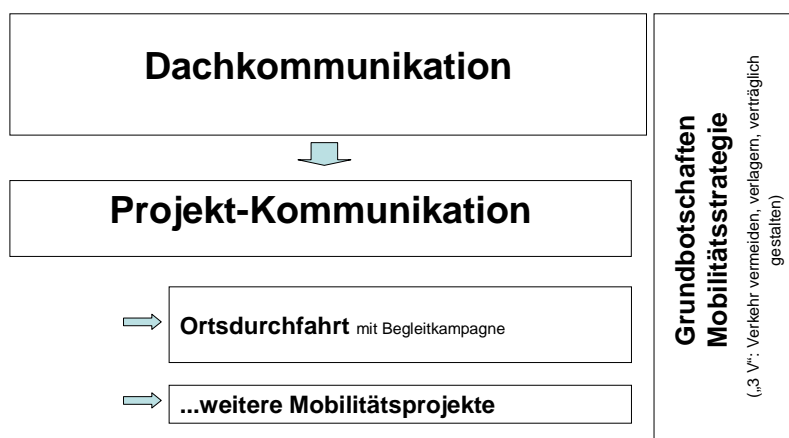 Dachkommunikation
Projekt-Kommunikation
Ortsdurchfahrt mit Begleitkampagne
...weitere Mobilitätsprojekte
Grundbotschaften
Mobilitätsstrategie
(„3 V“: Verkehr vermeiden, verlagern, verträglich
gestalten)